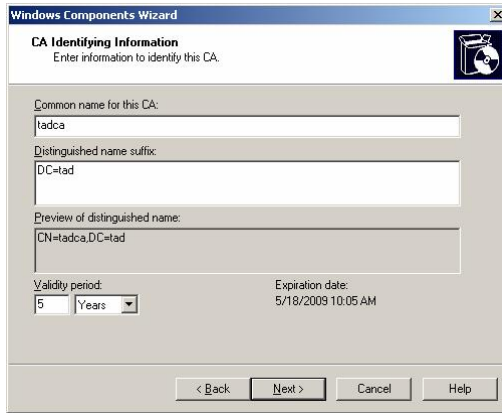 Windows Components Wizard
CA Identifying Information
Enter information to identify this CA.
Common name for this CA:
tadca
Distinguished name suffix:
DC=tad
Preview of distinguished name:
CN=tadca,DC=tad
Validity period:
Expiration date:
5 Years
5/18/2009 10:05 AM
< Back
Next >
Cancel
Help